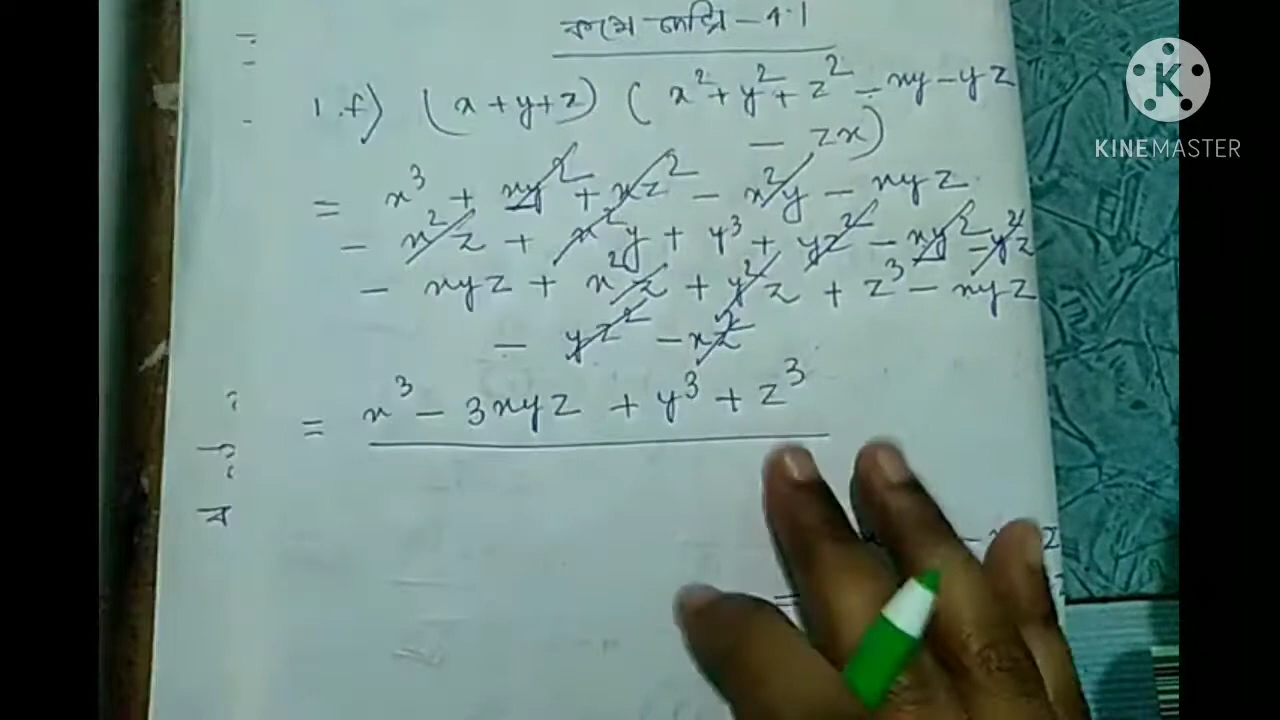 কষে দেখি – 4.1
1.f) (x+y+z) (x²+y²+z² – xy – yz
– zx)
= x³ + xy² + xz² – x²y – xyz
– x²z + x²y + y³ + yz² – xy² – y²z
– xyz + x²z + y²z + z³ – xyz
– yz² – xz²
= x³ – 3xyz + y³ + z³
K
KINEMASTER